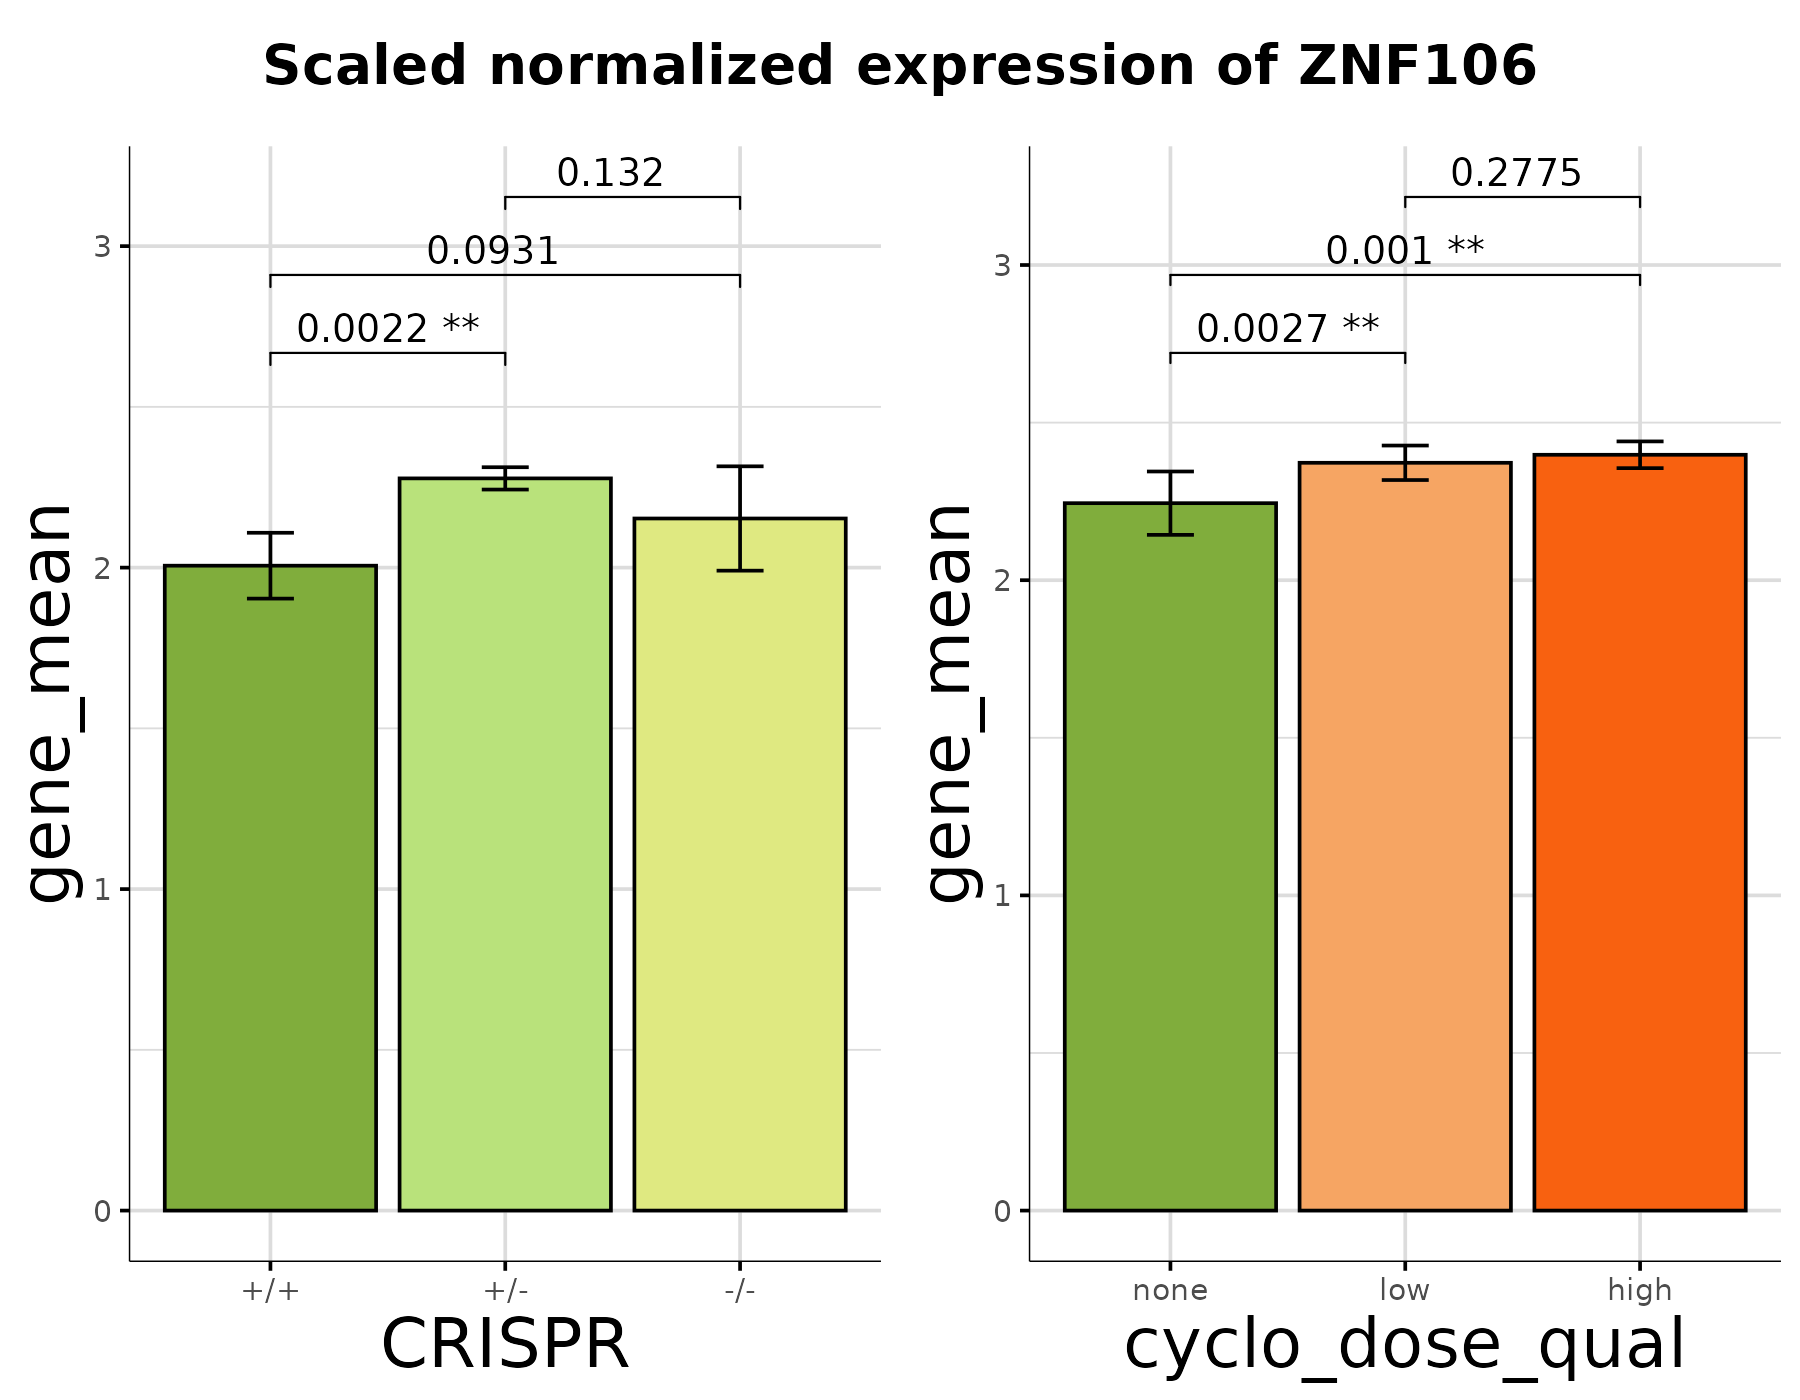 Scaled normalized expression of ZNF106
gene_mean
3
2
1
0
0.132
0.0931
0.0022 **
+/+ +/- -/-
CRISPR
gene_mean
3
2
1
0
0.2775
0.001 **
0.0027 **
none low high
cyclo_dose_qual